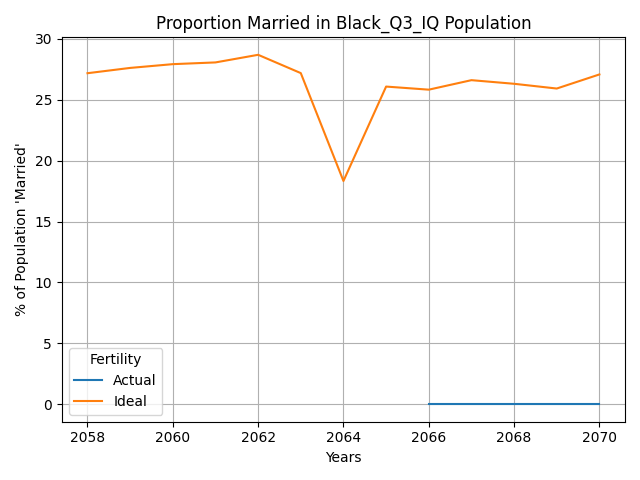 Proportion Married in Black_Q3_IQ Population
% of Population 'Married'
30
25
20
15
10
5
0
Fertility
Actual
Ideal
2058 2060 2062 2064 2066 2068 2070
Years